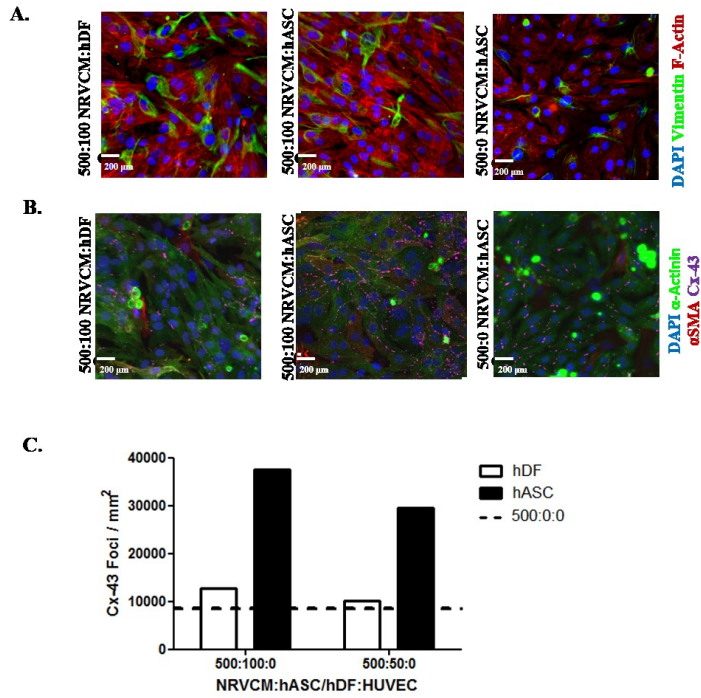 A.
500:100 NRVCM:hDF
200 µm
500:100 NRVCM:hASC
200 µm
500:0 NRVCM:hASC
200 µm
DAPI Vimentin F-Actin
B.
500:100 NRVCM:hDF
200 µm
500:100 NRVCM:hASC
200 µm
500:0 NRVCM:hASC
200 µm
DAPI α-Actinin
αSMA Cx-43
C.
Cx-43 Foci / mm²
40000
30000
20000
10000
0
500:100:0
500:50:0
NRVCM:hASC/hDF:HUVEC
hDF
hASC
500:0:0